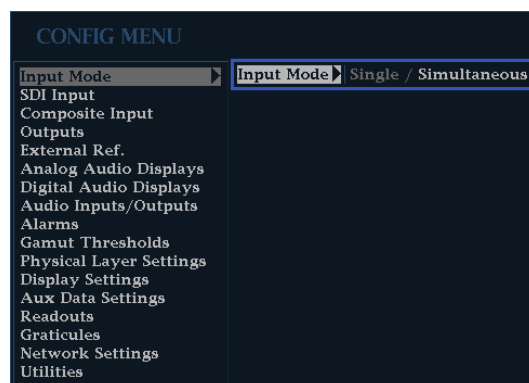 CONFIG MENU
Input Mode
Input Mode Single / Simultaneous
SDI Input
Composite Input
Outputs
External Ref.
Analog Audio Displays
Digital Audio Displays
Audio Inputs/Outputs
Alarms
Gamut Thresholds
Physical Layer Settings
Display Settings
Aux Data Settings
Readouts
Graticules
Network Settings
Utilities